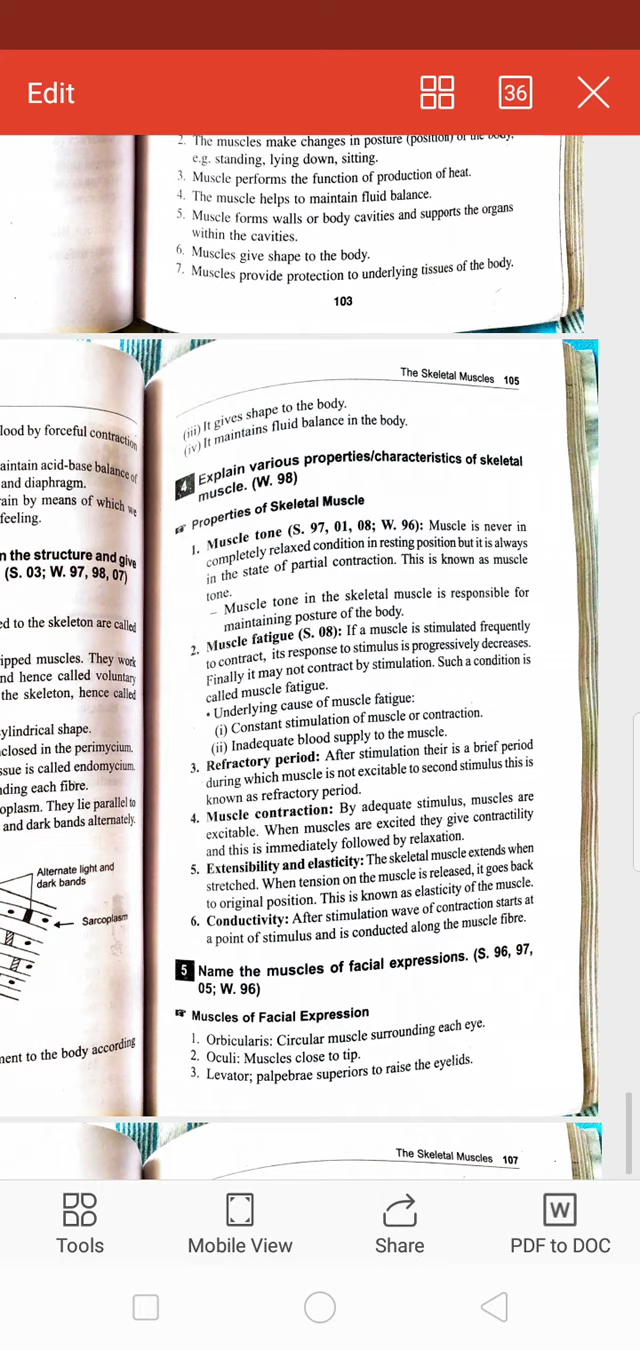 Edit
36
2. The muscles make changes in posture (position) of the body.
e.g. standing, lying down, sitting.
3. Muscle performs the function of production of heat.
4. The muscle helps to maintain fluid balance.
5. Muscle forms walls or body cavities and supports the organs
within the cavities.
6. Muscles give shape to the body.
7. Muscles provide protection to underlying tissues of the body.
103
lood by forceful contraction
aintain acid-base balance of
and diaphragm.
ain by means of which we
feeling.
n the structure and give
(S. 03; W. 97, 98, 07)
ed to the skeleton are called
ipped muscles. They work
nd hence called voluntary
the skeleton, hence called
ylindrical shape.
closed in the perimycium.
ssue is called endomycium.
ding each fibre.
oplasm. They lie parallel to
and dark bands alternately.
Alternate light and
dark bands
Sarcoplasm
nent to the body according
The Skeletal Muscles 105
(iii) It gives shape to the body.
(iv) It maintains fluid balance in the body.
4 Explain various properties/characteristics of skeletal
muscle. (W. 98)
☞ Properties of Skeletal Muscle
1. Muscle tone (S. 97, 01, 08; W. 96): Muscle is never in
completely relaxed condition in resting position but it is always
in the state of partial contraction. This is known as muscle
tone.
– Muscle tone in the skeletal muscle is responsible for
maintaining posture of the body.
2. Muscle fatigue (S. 08): If a muscle is stimulated frequently
to contract, its response to stimulus is progressively decreases.
Finally it may not contract by stimulation. Such a condition is
called muscle fatigue.
• Underlying cause of muscle fatigue:
(i) Constant stimulation of muscle or contraction.
(ii) Inadequate blood supply to the muscle.
3. Refractory period: After stimulation their is a brief period
during which muscle is not excitable to second stimulus this is
known as refractory period.
4. Muscle contraction: By adequate stimulus, muscles are
excitable. When muscles are excited they give contractility
and this is immediately followed by relaxation.
5. Extensibility and elasticity: The skeletal muscle extends when
stretched. When tension on the muscle is released, it goes back
to original position. This is known as elasticity of the muscle.
6. Conductivity: After stimulation wave of contraction starts at
a point of stimulus and is conducted along the muscle fibre.
5 Name the muscles of facial expressions. (S. 96, 97,
05; W. 96)
☞ Muscles of Facial Expression
1. Orbicularis: Circular muscle surrounding each eye.
2. Oculi: Muscles close to tip.
3. Levator; palpebrae superiors to raise the eyelids.
The Skeletal Muscles 107
Tools
Mobile View
Share
W
PDF to DOC